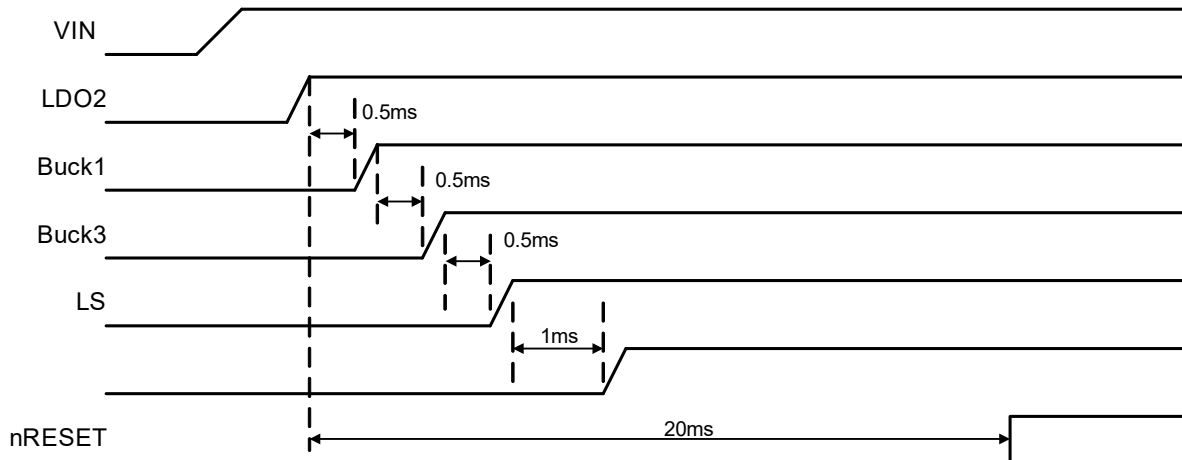 VIN
LDO2
0.5ms
Buck1
0.5ms
Buck3
0.5ms
LS
1ms
20ms
nRESET